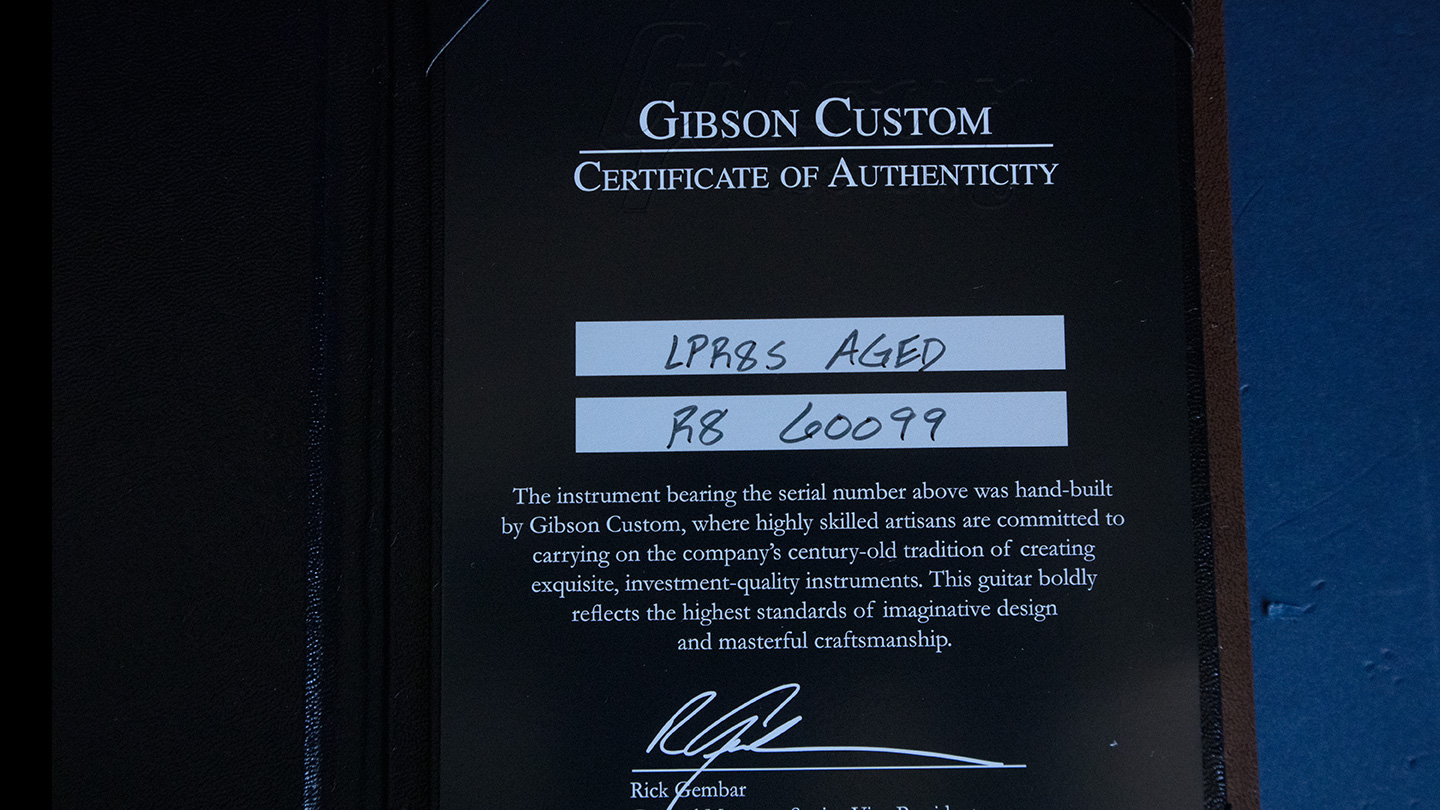 GIBSON CUSTOM
CERTIFICATE OF AUTHENTICITY
LPR8S AGED
R8 60099
The instrument bearing the serial number above was hand-built
by Gibson Custom, where highly skilled artisans are committed to
carrying on the company's century-old tradition of creating
exquisite, investment-quality instruments. This guitar boldly
reflects the highest standards of imaginative design
and masterful craftsmanship.
Rick Gembar